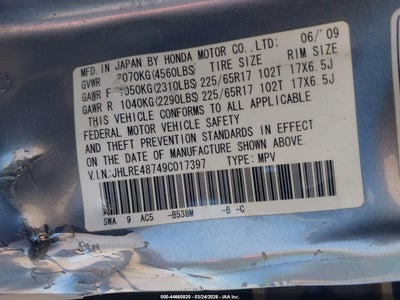 MFD. IN JAPAN BY HONDA MOTOR CO., LTD: 06/'09
GVWR 2070KG(4560LBS) TIRE SIZE RIM SIZE
GAWR F 1050KG(2310LBS) 225/65R17 102T 17X6.5J
GAWR R 1040KG(2290LBS) 225/65R17 102T 17X6.5J
THIS VEHICLE CONFORMS TO ALL APPLICABLE
FEDERAL MOTOR VEHICLE SAFETY
AND THEFT PREVENTION STANDARDS IN EFFECT
ON THE DATE OF MANUFACTURE SHOWN ABOVE.
V.I.N: JHLRE48749C017397 TYPE: MPV
SWA 9 AC5 -B538M -B -C
000-44660020 - 03/24/2026 - IAAI.COM